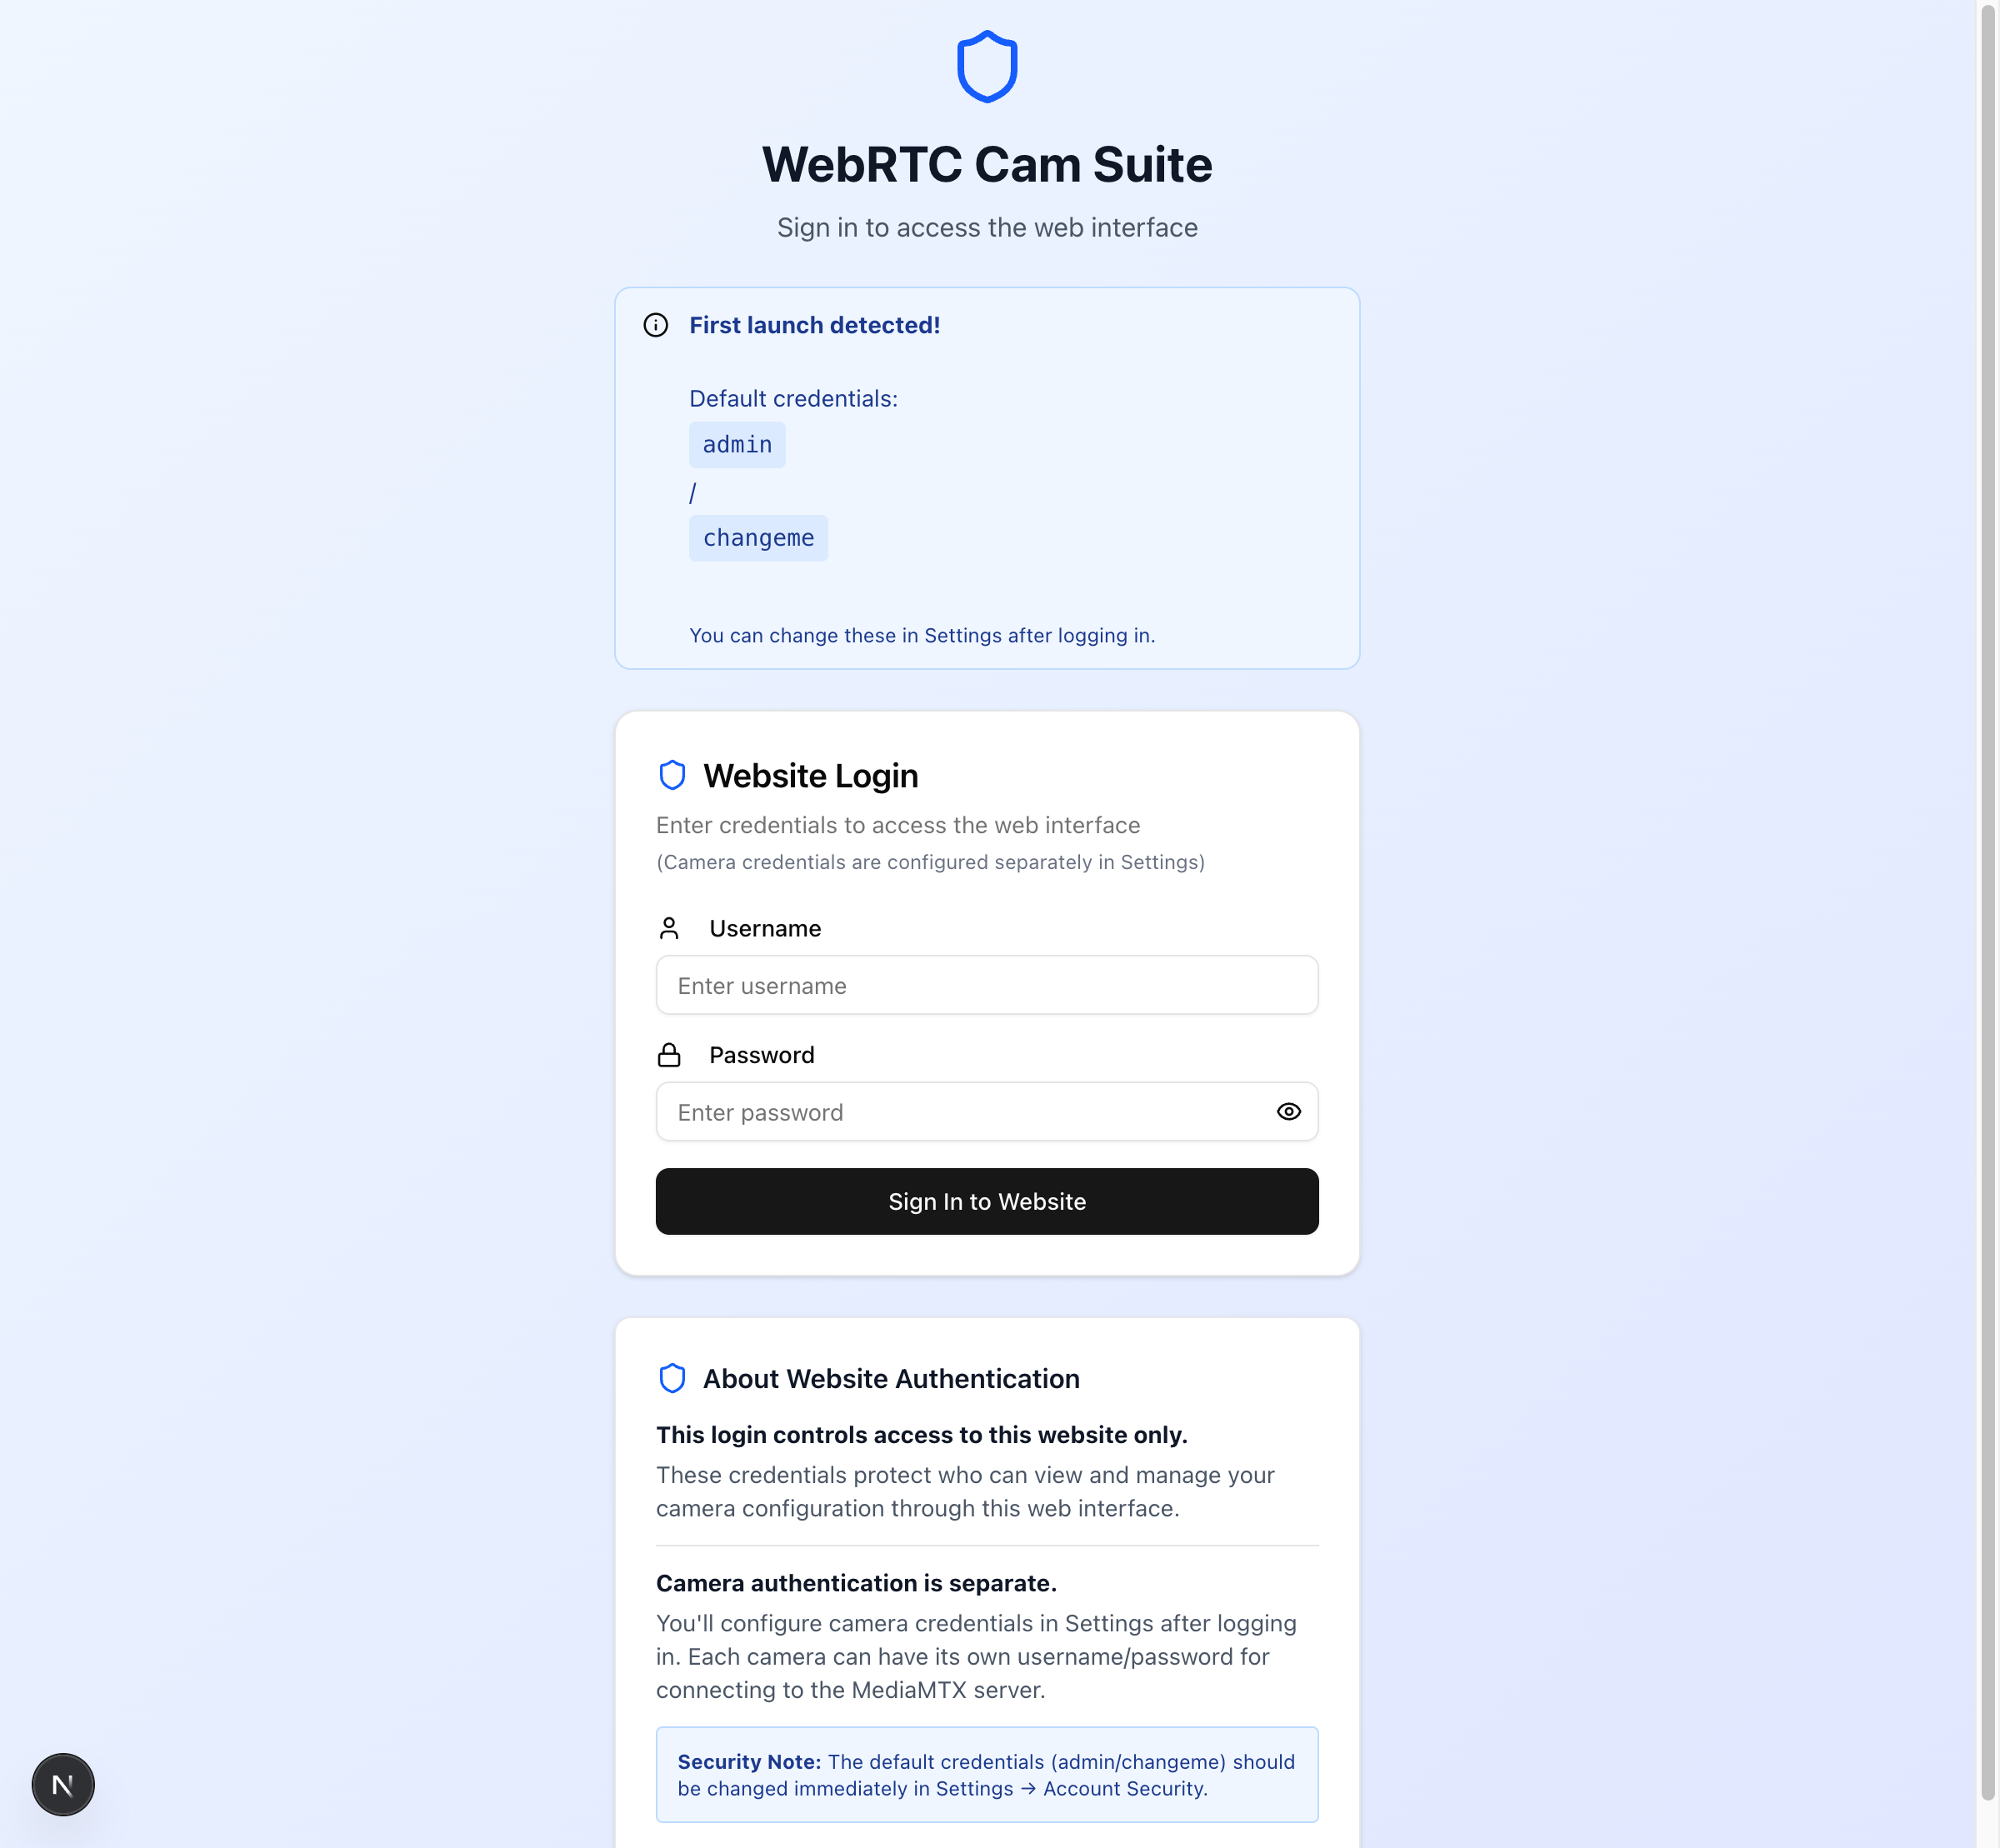 WebRTC Cam Suite
Sign in to access the web interface
First launch detected!
Default credentials:
admin
/
changeme
You can change these in Settings after logging in.
Website Login
Enter credentials to access the web interface
(Camera credentials are configured separately in Settings)
Username
Enter username
Password
Enter password
Sign In to Website
About Website Authentication
This login controls access to this website only.
These credentials protect who can view and manage your
camera configuration through this web interface.
Camera authentication is separate.
You'll configure camera credentials in Settings after logging
in. Each camera can have its own username/password for
connecting to the MediaMTX server.
Security Note: The default credentials (admin/changeme) should
be changed immediately in Settings → Account Security.
N